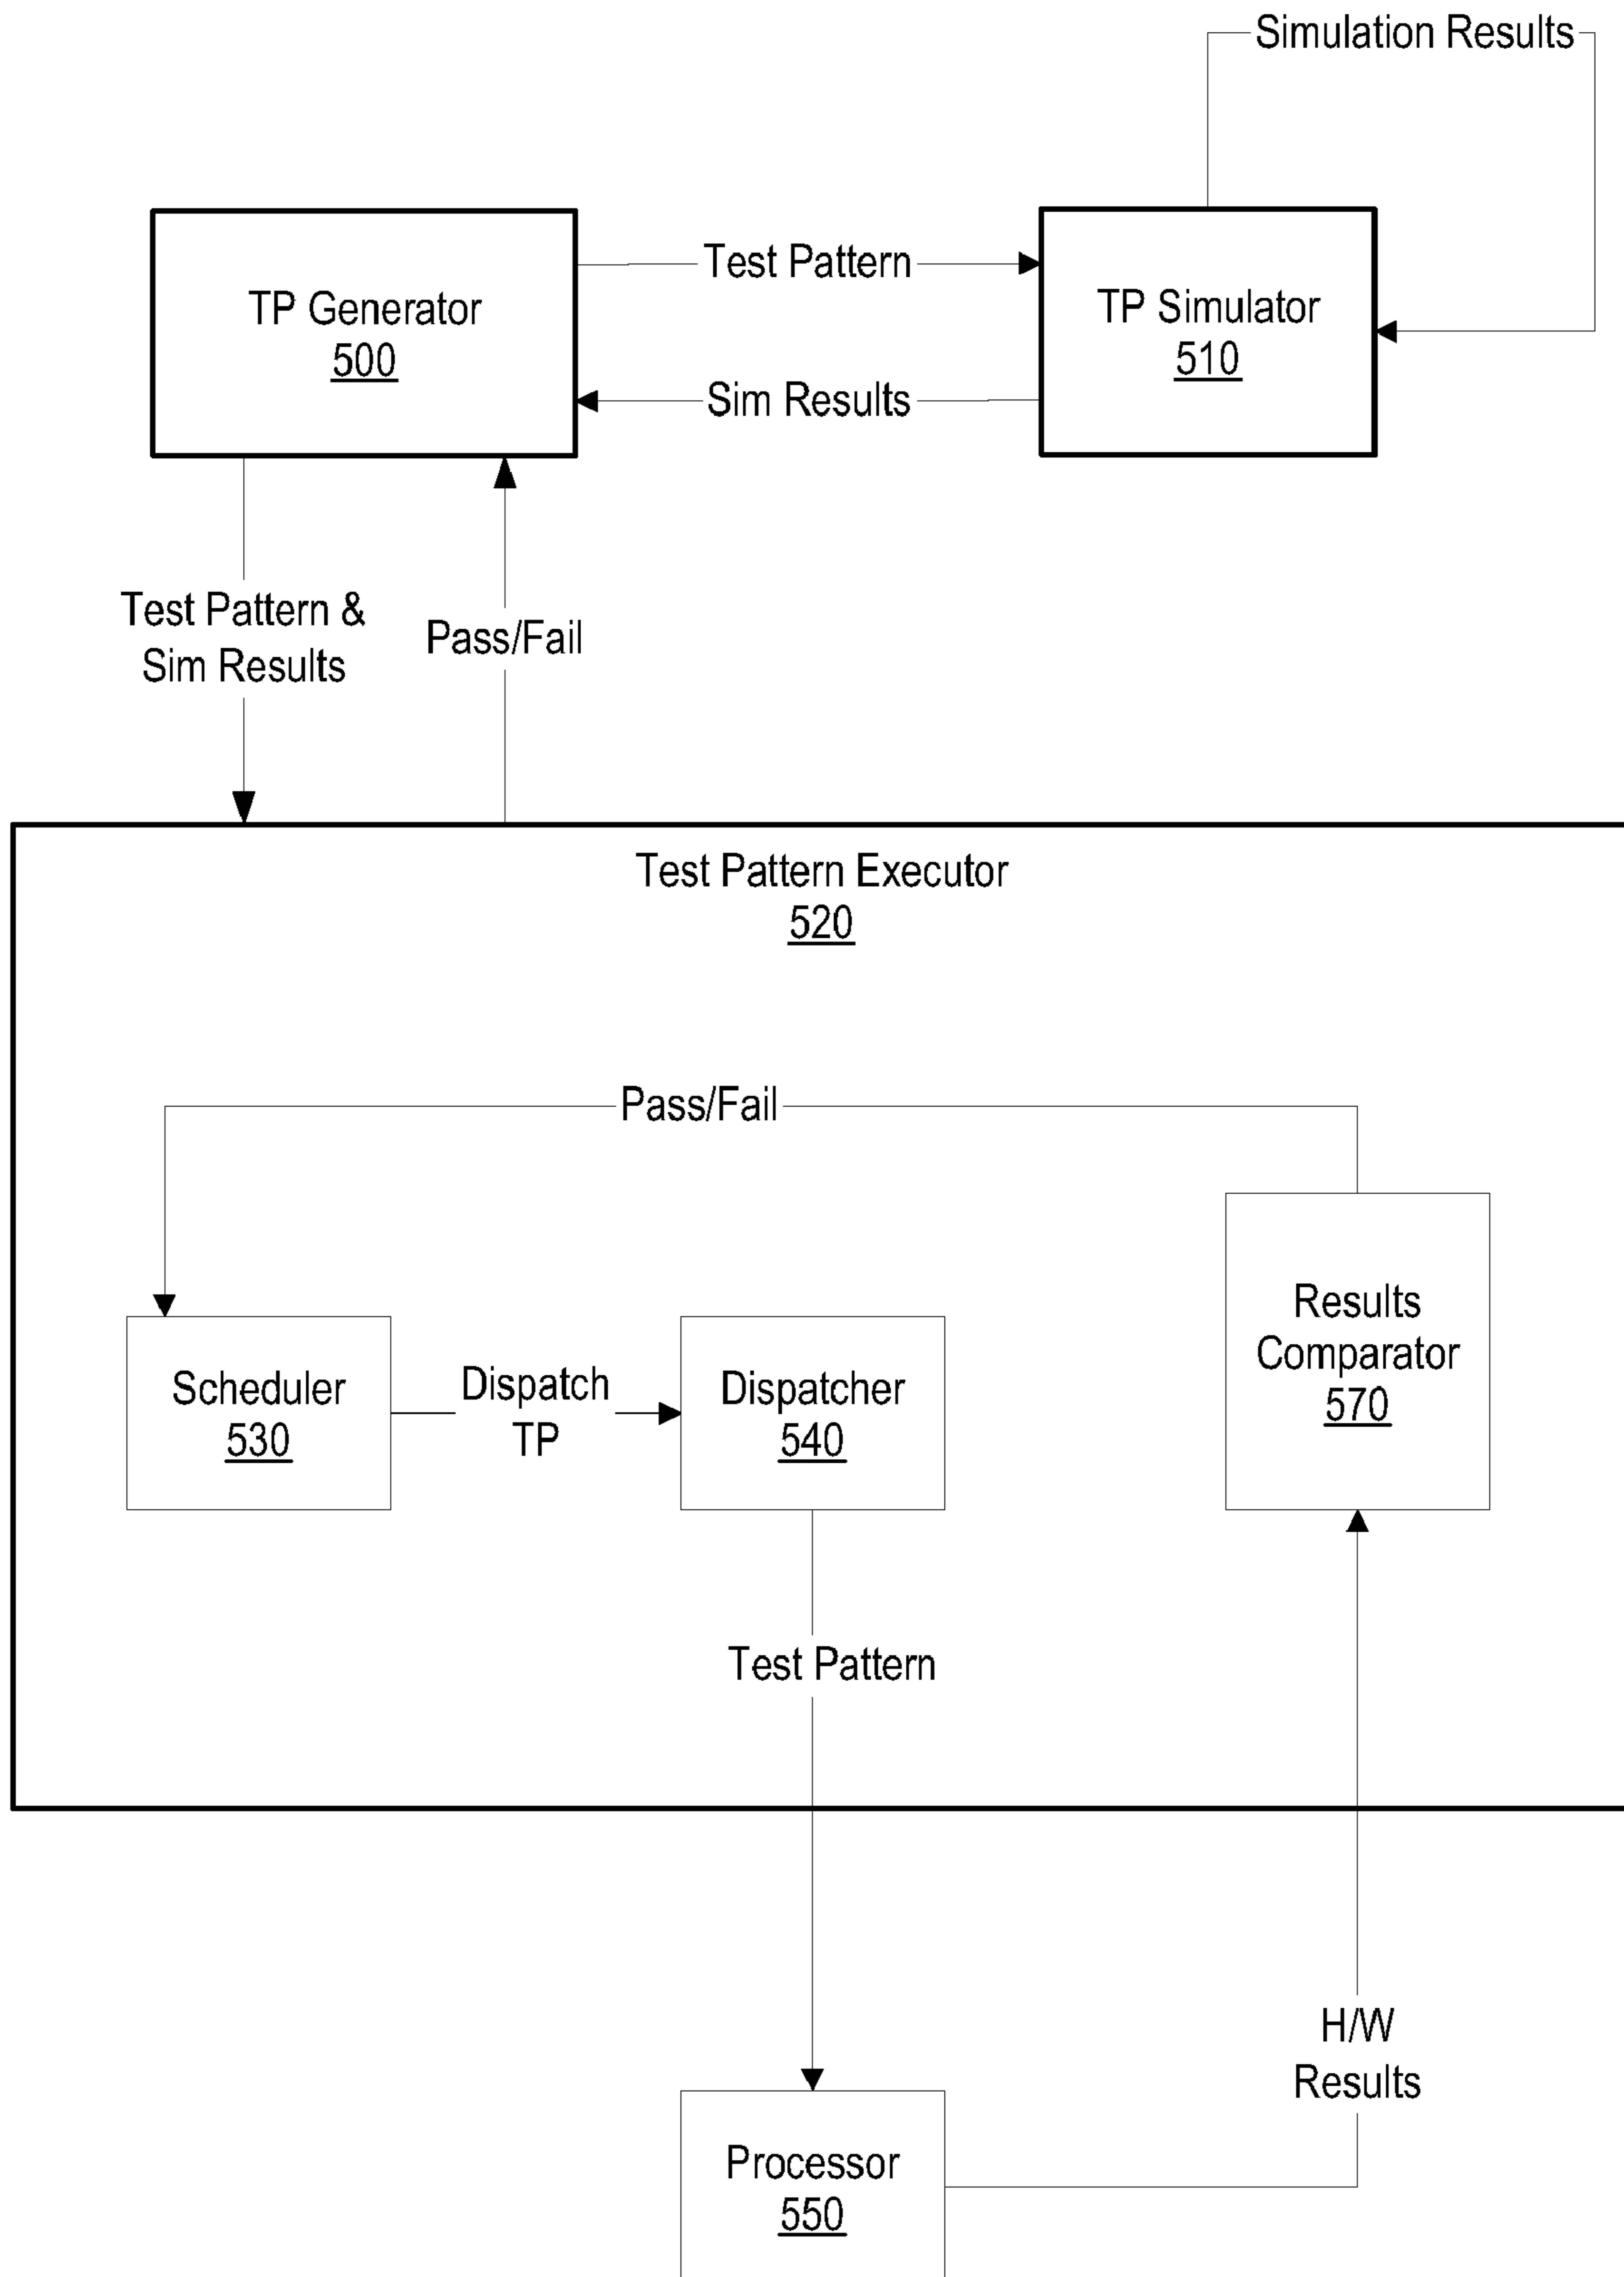 Simulation Results
TP Generator
500
Test Pattern
Sim Results
TP Simulator
510
Test Pattern &
Sim Results
Pass/Fail
Test Pattern Executor
520
Pass/Fail
Scheduler
530
Dispatch
TP
Dispatcher
540
Results
Comparator
570
Test Pattern
H/W
Results
Processor
550